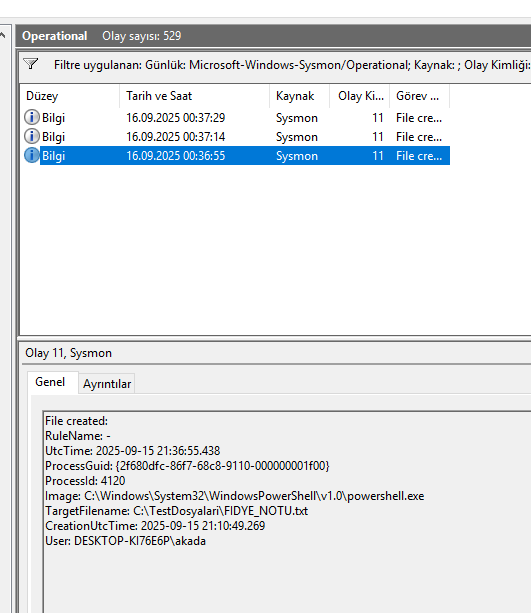 Operational Olay sayısı: 529
Filtre uygulanan: Günlük: Microsoft-Windows-Sysmon/Operational; Kaynak: ; Olay Kimliği:
Düzey Tarih ve Saat Kaynak Olay Ki... Görev ...
Bilgi 16.09.2025 00:37:29 Sysmon 11 File cre...
Bilgi 16.09.2025 00:37:14 Sysmon 11 File cre...
Bilgi 16.09.2025 00:36:55 Sysmon 11 File cre...
Olay 11, Sysmon
Genel Ayrıntılar
File created:
RuleName: -
UtcTime: 2025-09-15 21:36:55.438
ProcessGuid: {2f680dfc-86f7-68c8-9110-000000001f00}
ProcessId: 4120
Image: C:\Windows\System32\WindowsPowerShell\v1.0\powershell.exe
TargetFilename: C:\TestDosyalari\FIDYE_NOTU.txt
CreationUtcTime: 2025-09-15 21:10:49.269
User: DESKTOP-KI76E6P\akada